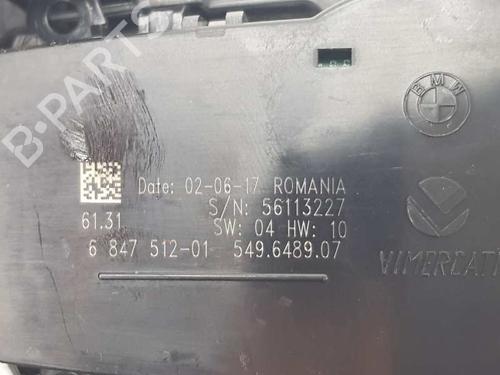 B-PARTS
BMW
Date: 02-06-17 ROMANIA
S/N: 56113227
61.31
SW: 04 HW: 10
6 847 512-01 549.6489.07
VIMERCATI